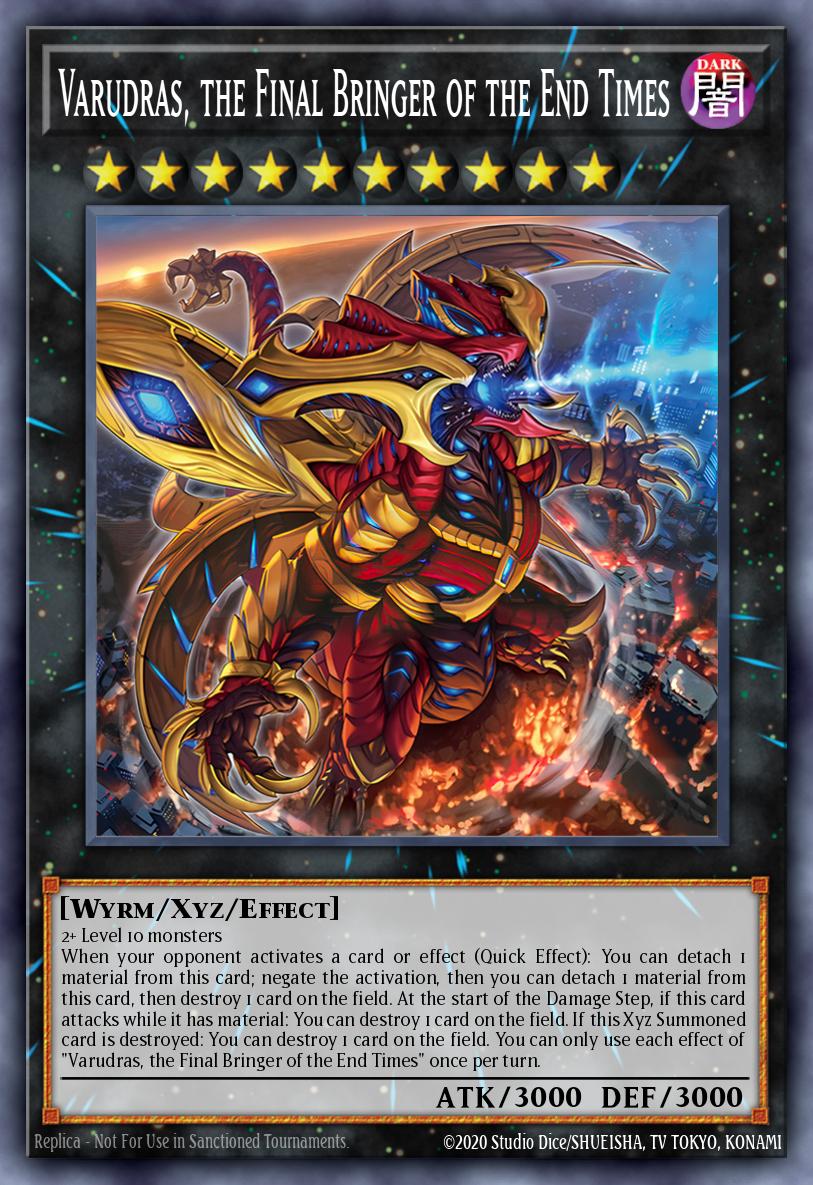 Varudras, the Final Bringer of the End Times
DARK
闇
[Wyrm/Xyz/Effect]
2+ Level 10 monsters
When your opponent activates a card or effect (Quick Effect): You can detach 1
material from this card; negate the activation, then you can detach 1 material from
this card, then destroy 1 card on the field. At the start of the Damage Step, if this card
attacks while it has material: You can destroy 1 card on the field. If this Xyz Summoned
card is destroyed: You can destroy 1 card on the field. You can only use each effect of
"Varudras, the Final Bringer of the End Times" once per turn.
ATK/3000 DEF/3000
Replica - Not For Use in Sanctioned Tournaments.
©2020 Studio Dice/SHUEISHA, TV TOKYO, KONAMI